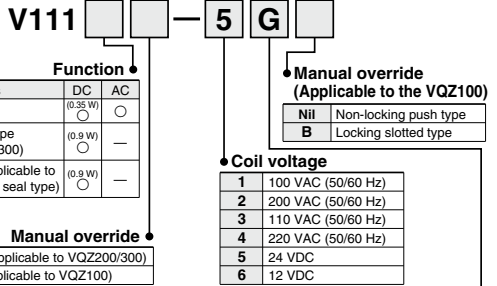 V111 — 5 G
Function
DC AC
(0.35 W) ○ ○
(0.9 W) ○ —
300)
licable to seal type) (0.9 W) ○ —
Manual override
pplicable to VQZ200/300)
licable to VQZ100)
Manual override
(Applicable to the VQZ100)
Nil Non-locking push type
B Locking slotted type
Coil voltage
1 100 VAC (50/60 Hz)
2 200 VAC (50/60 Hz)
3 110 VAC (50/60 Hz)
4 220 VAC (50/60 Hz)
5 24 VDC
6 12 VDC